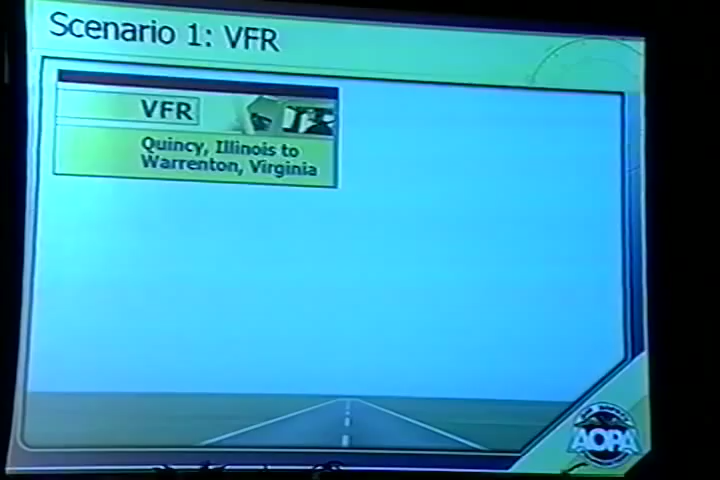 Scenario 1: VFR
VFR
Quincy, Illinois to
Warrenton, Virginia
AOPA